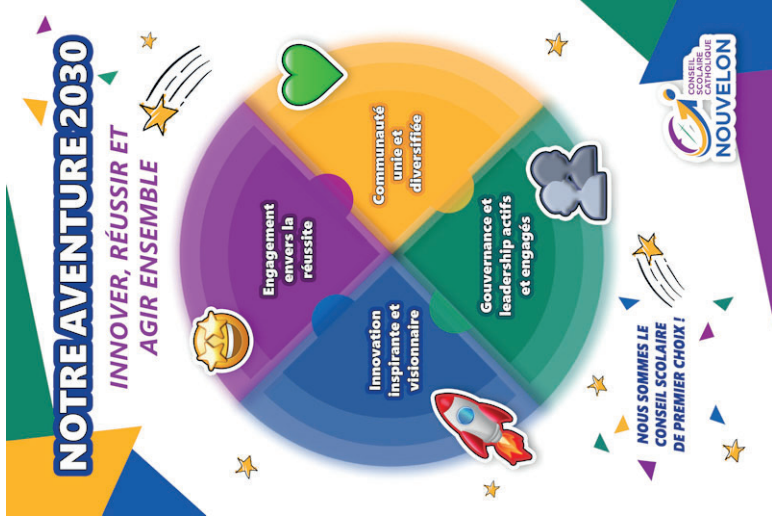 NOTRE AVENTURE 2030
INNOVER, RÉUSSIR ET
AGIR ENSEMBLE
Engagement
envers la
réussite
Communauté
unie et
diversifiée
Innovation
inspirante et
visionnaire
Gouvernance et
leadership actifs
et engagés
NOUS SOMMES LE
CONSEIL SCOLAIRE
DE PREMIER CHOIX !
CONSEIL
SCOLAIRE
CATHOLIQUE
NOUVELON